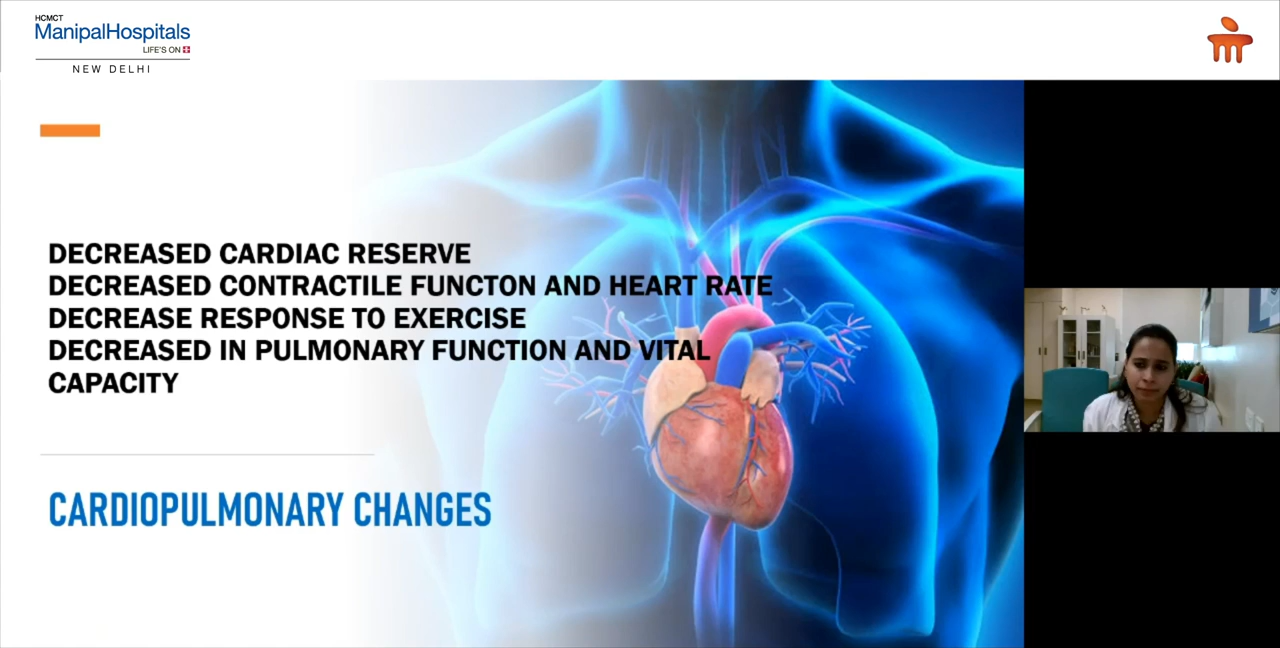 HCMCT
ManipalHospitals
LIFE'S ON
NEW DELHI
DECREASED CARDIAC RESERVE
DECREASED CONTRACTILE FUNCTON AND HEART RATE
DECREASE RESPONSE TO EXERCISE
DECREASED IN PULMONARY FUNCTION AND VITAL
CAPACITY
CARDIOPULMONARY CHANGES